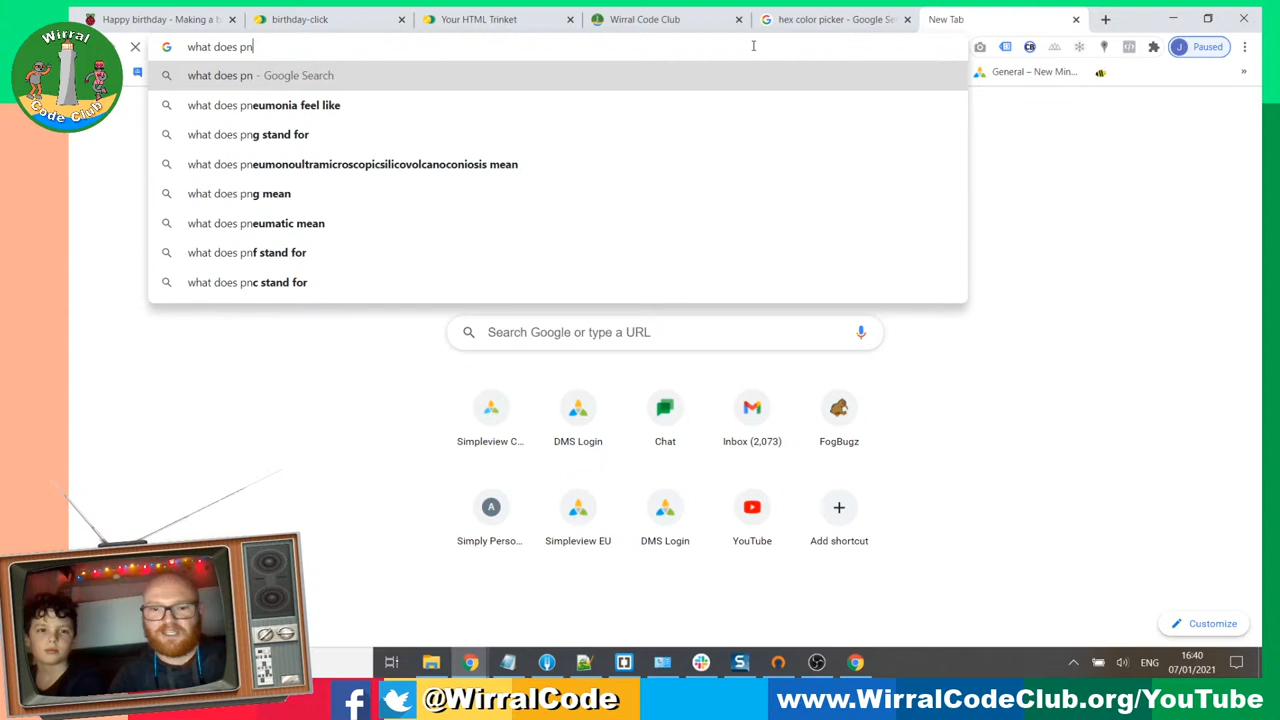 Happy birthday - Making a b
birthday-click
Your HTML Trinket
Wirral Code Club
hex color picker - Google Se
New Tab
Wirral
Code Club
what does pn
Paused
General – New Min...
what does pn - Google Search
what does pneumonia feel like
what does png stand for
what does pneumonoultramicroscopicsilicovolcanoconiosis mean
what does png mean
what does pneumatic mean
what does pnf stand for
what does pnc stand for
Search Google or type a URL
Simpleview C...
DMS Login
Chat
Inbox (2,073)
FogBugz
A
Simply Perso...
Simpleview EU
DMS Login
YouTube
Add shortcut
Customize
ENG
16:40
07/01/2021
@WirralCode
www.WirralCodeClub.org/YouTube